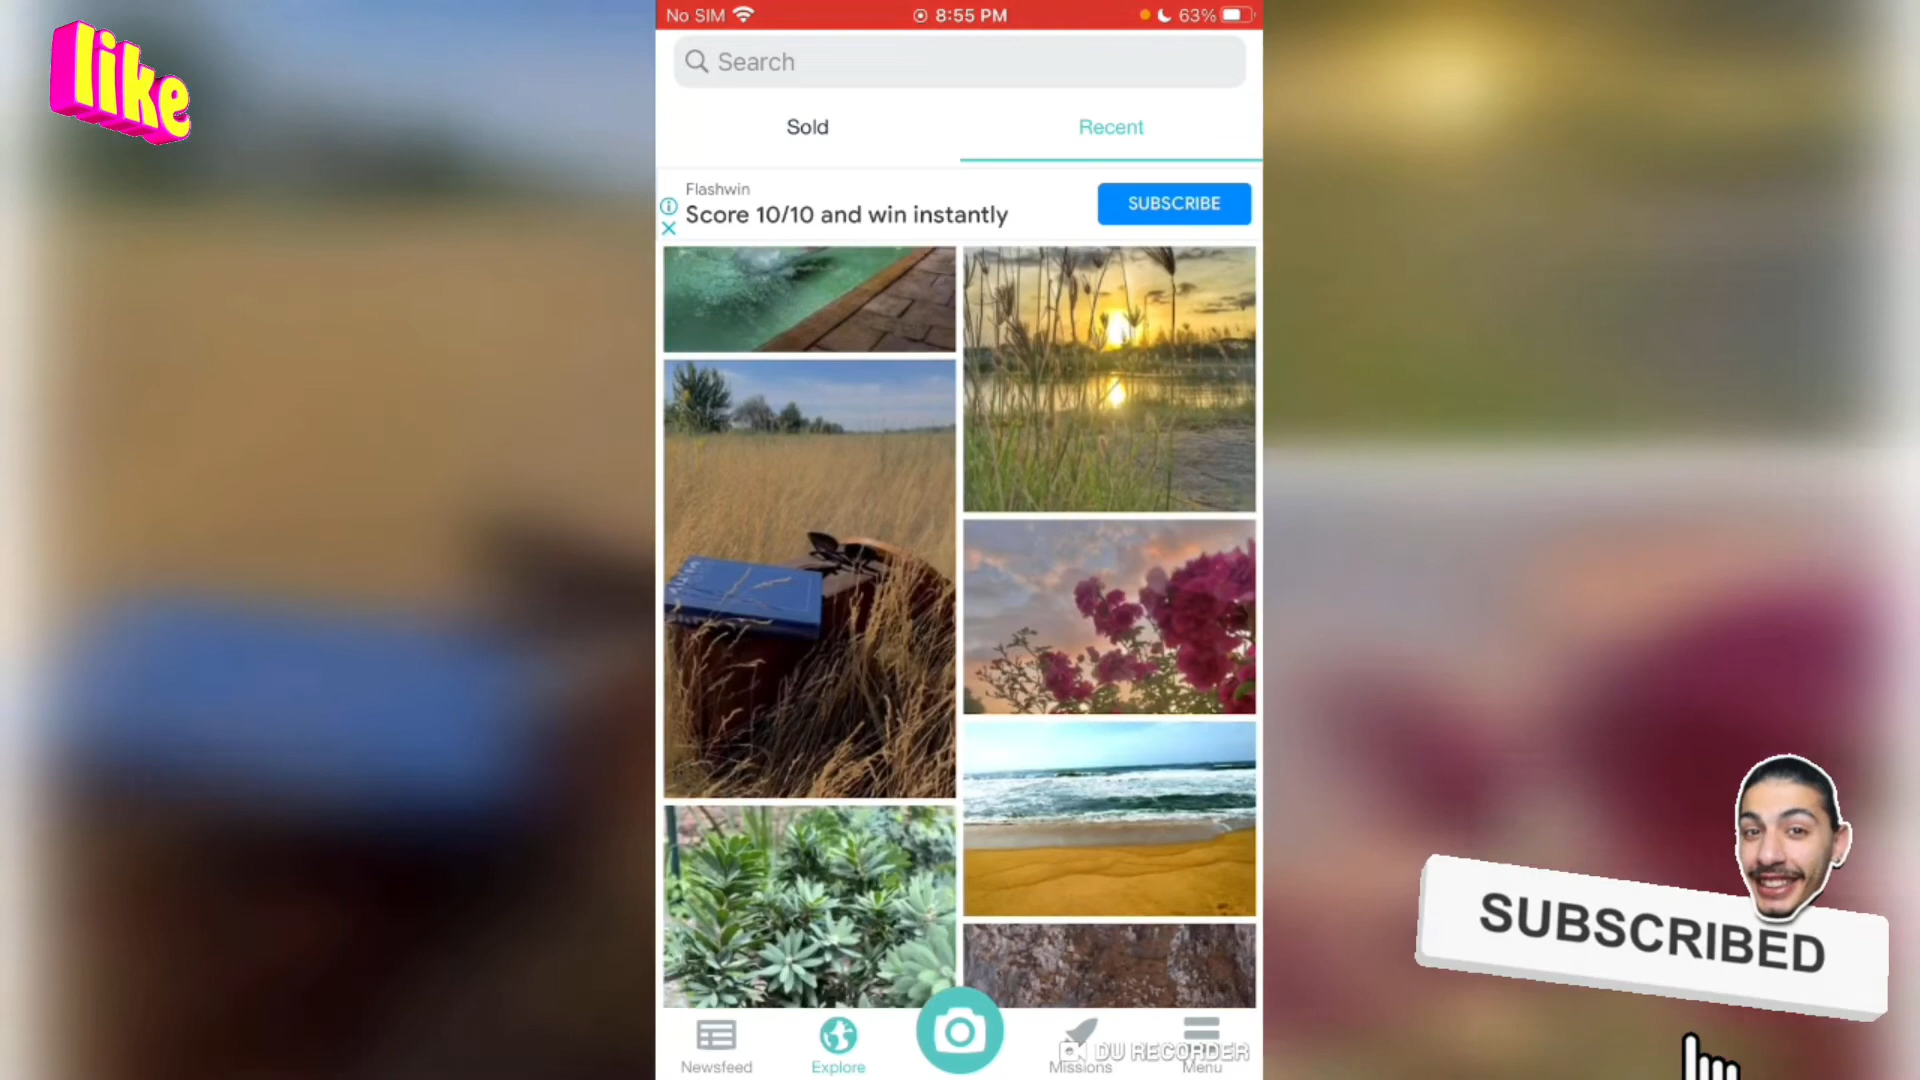 like
No SIM 8:55 PM 63%
Search
Sold Recent
Flashwin
Score 10/10 and win instantly
SUBSCRIBE
SUBSCRIBED
Newsfeed Explore Missions Menu
DU RECORDER